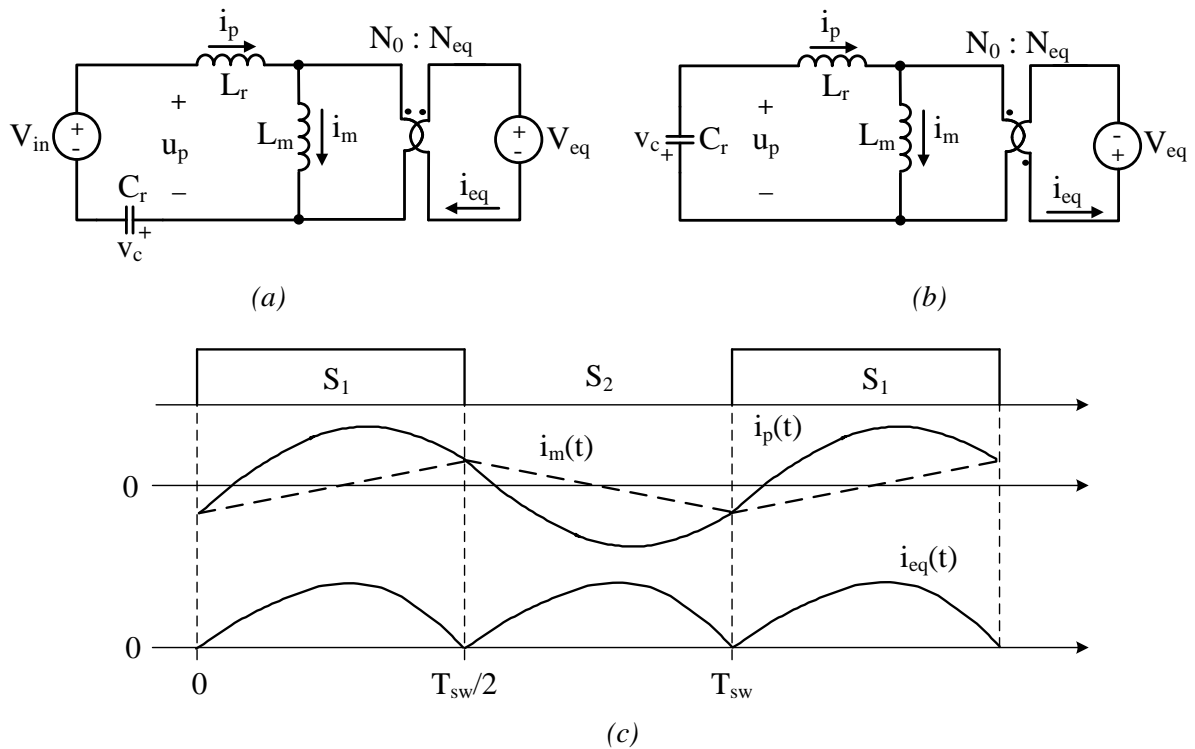 i_p
N_0 : N_eq
L_r
+
V_in
+
-
L_m
i_m
u_p
+
-
V_eq
–
C_r
i_eq
v_c +
(a)
i_p
N_0 : N_eq
L_r
+
v_c
+
C_r
u_p
L_m
i_m
-
+
V_eq
–
i_eq
(b)
S_1
S_2
S_1
i_m(t)
i_p(t)
0
i_eq(t)
0
0
T_sw/2
T_sw
(c)